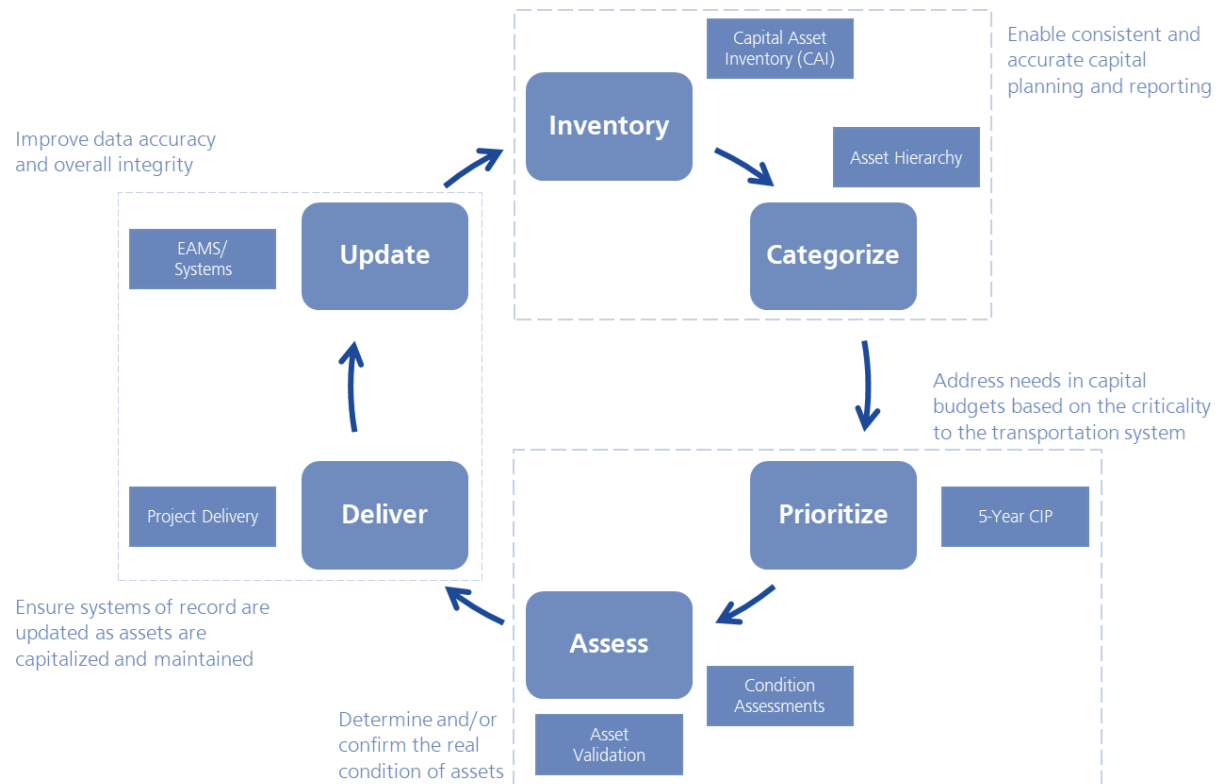 Capital Asset
Inventory (CAI)
Enable consistent and
accurate capital
planning and reporting
Inventory
Improve data accuracy
and overall integrity
Asset Hierarchy
EAMS/
Systems
Update
Categorize
Address needs in capital
budgets based on the criticality
to the transportation system
Project Delivery
Deliver
Prioritize
5-Year CIP
Ensure systems of record are
updated as assets are
capitalized and maintained
Assess
Condition
Assessments
Determine and/or
confirm the real
condition of assets
Asset
Validation